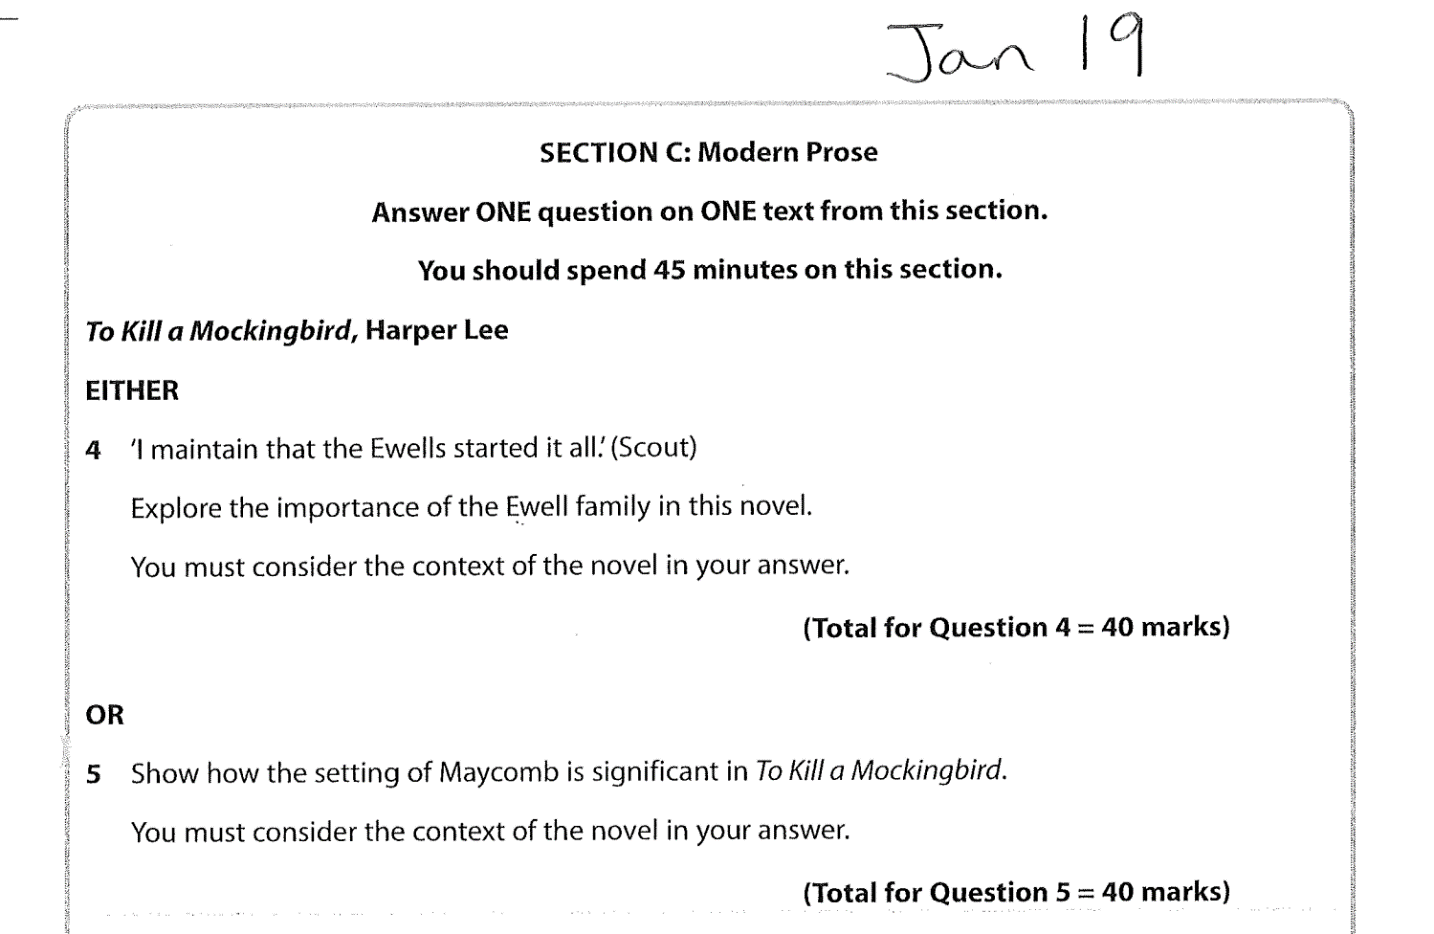 Jan 19
SECTION C: Modern Prose
Answer ONE question on ONE text from this section.
You should spend 45 minutes on this section.
To Kill a Mockingbird, Harper Lee
EITHER
4 'I maintain that the Ewells started it all.' (Scout)
Explore the importance of the Ewell family in this novel.
You must consider the context of the novel in your answer.
(Total for Question 4 = 40 marks)
OR
5 Show how the setting of Maycomb is significant in To Kill a Mockingbird.
You must consider the context of the novel in your answer.
(Total for Question 5 = 40 marks)